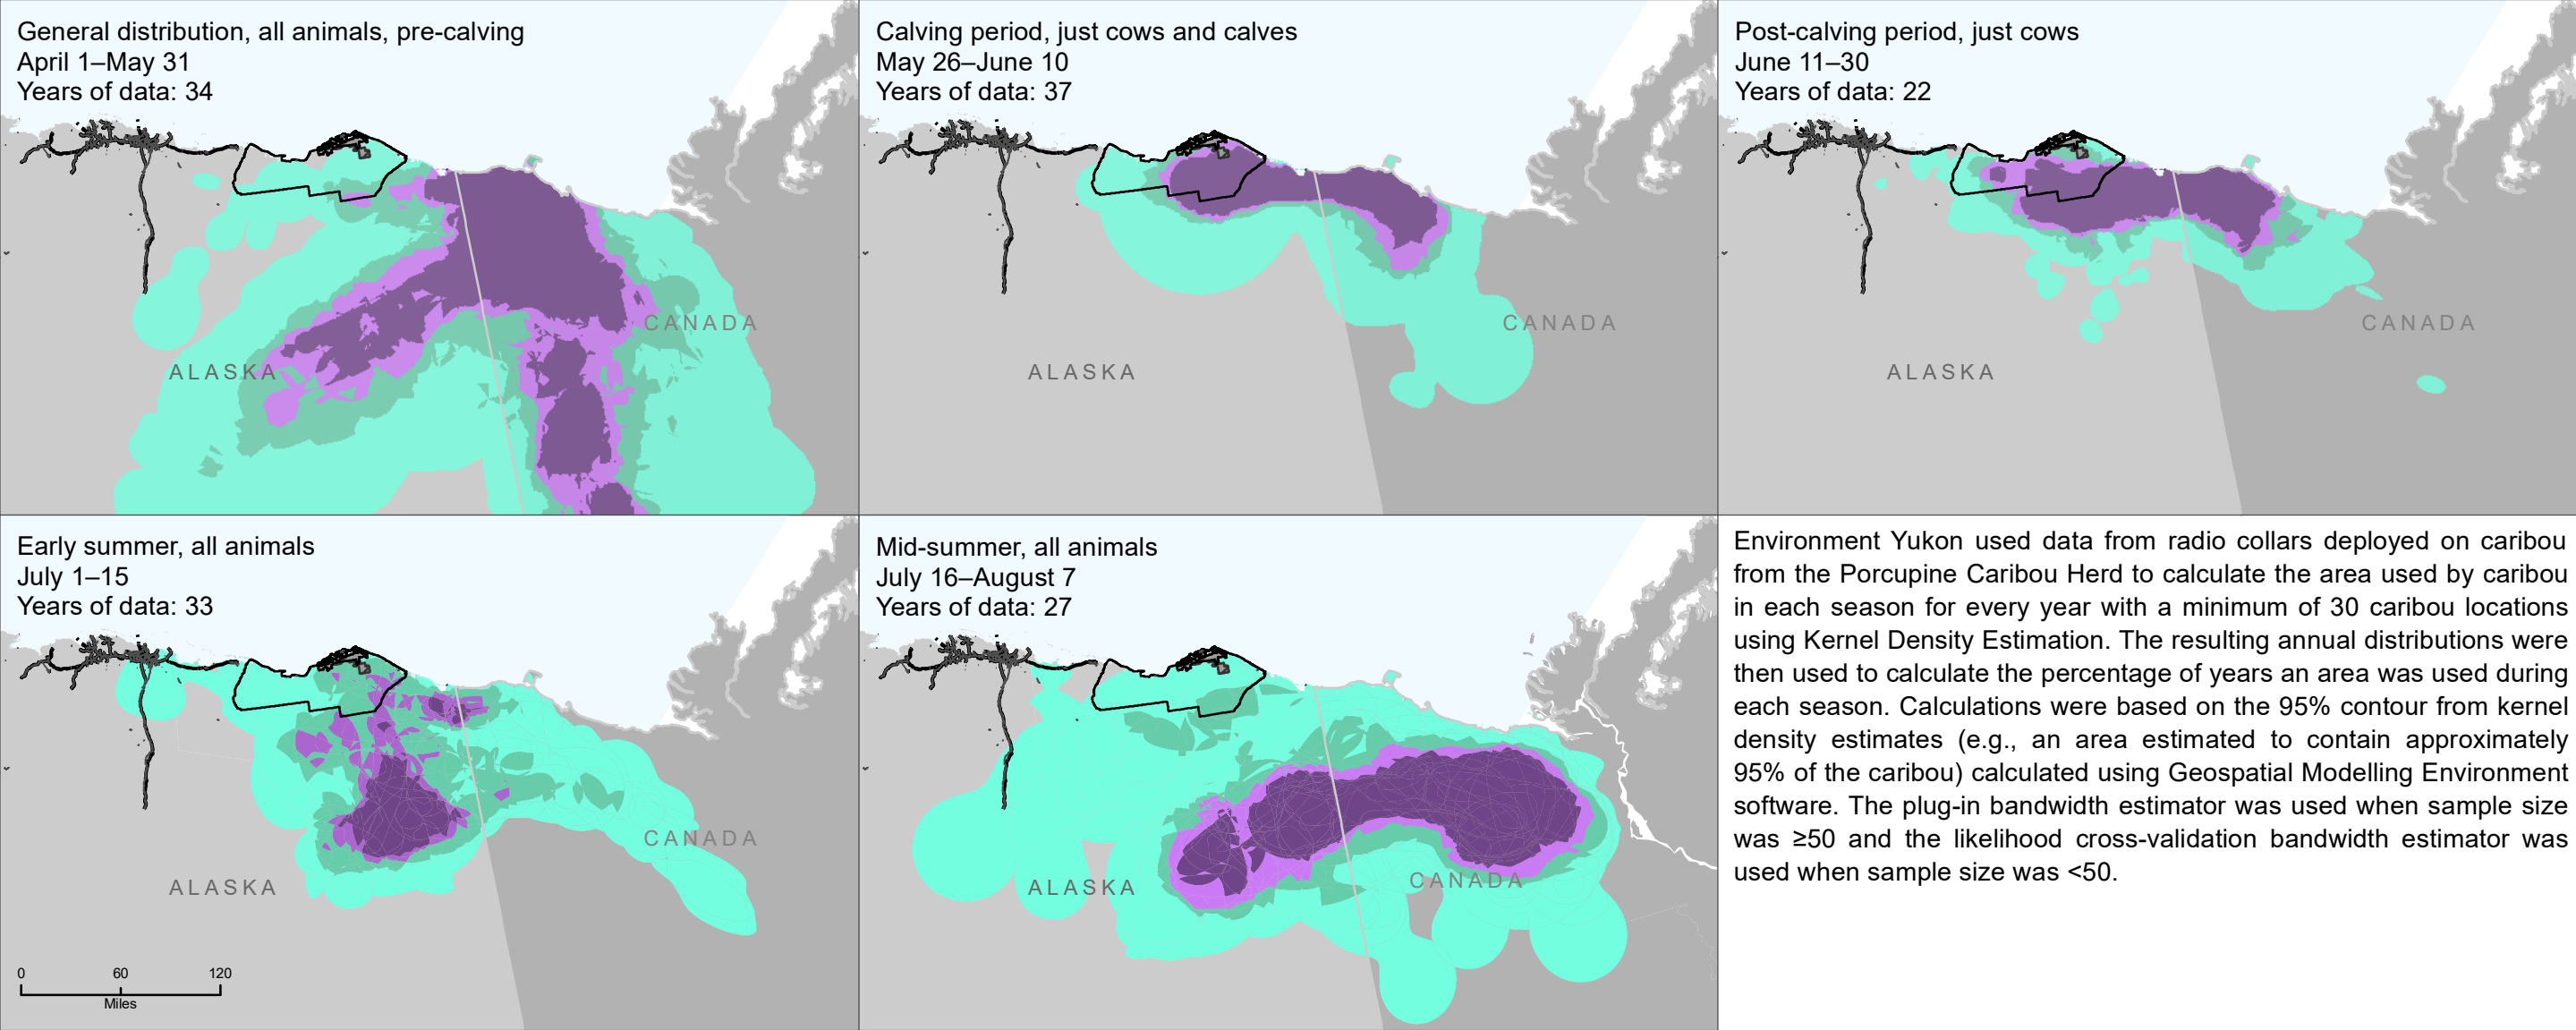 General distribution, all animals, pre-calving
April 1–May 31
Years of data: 34
ALASKA
CANADA
Calving period, just cows and calves
May 26–June 10
Years of data: 37
ALASKA
CANADA
Post-calving period, just cows
June 11–30
Years of data: 22
ALASKA
CANADA
Early summer, all animals
July 1–15
Years of data: 33
ALASKA
CANADA
0 60 120
Miles
Mid-summer, all animals
July 16–August 7
Years of data: 27
ALASKA
CANADA
Environment Yukon used data from radio collars deployed on caribou
from the Porcupine Caribou Herd to calculate the area used by caribou
in each season for every year with a minimum of 30 caribou locations
using Kernel Density Estimation. The resulting annual distributions were
then used to calculate the percentage of years an area was used during
each season. Calculations were based on the 95% contour from kernel
density estimates (e.g., an area estimated to contain approximately
95% of the caribou) calculated using Geospatial Modelling Environment
software. The plug-in bandwidth estimator was used when sample size
was ≥50 and the likelihood cross-validation bandwidth estimator was
used when sample size was <50.